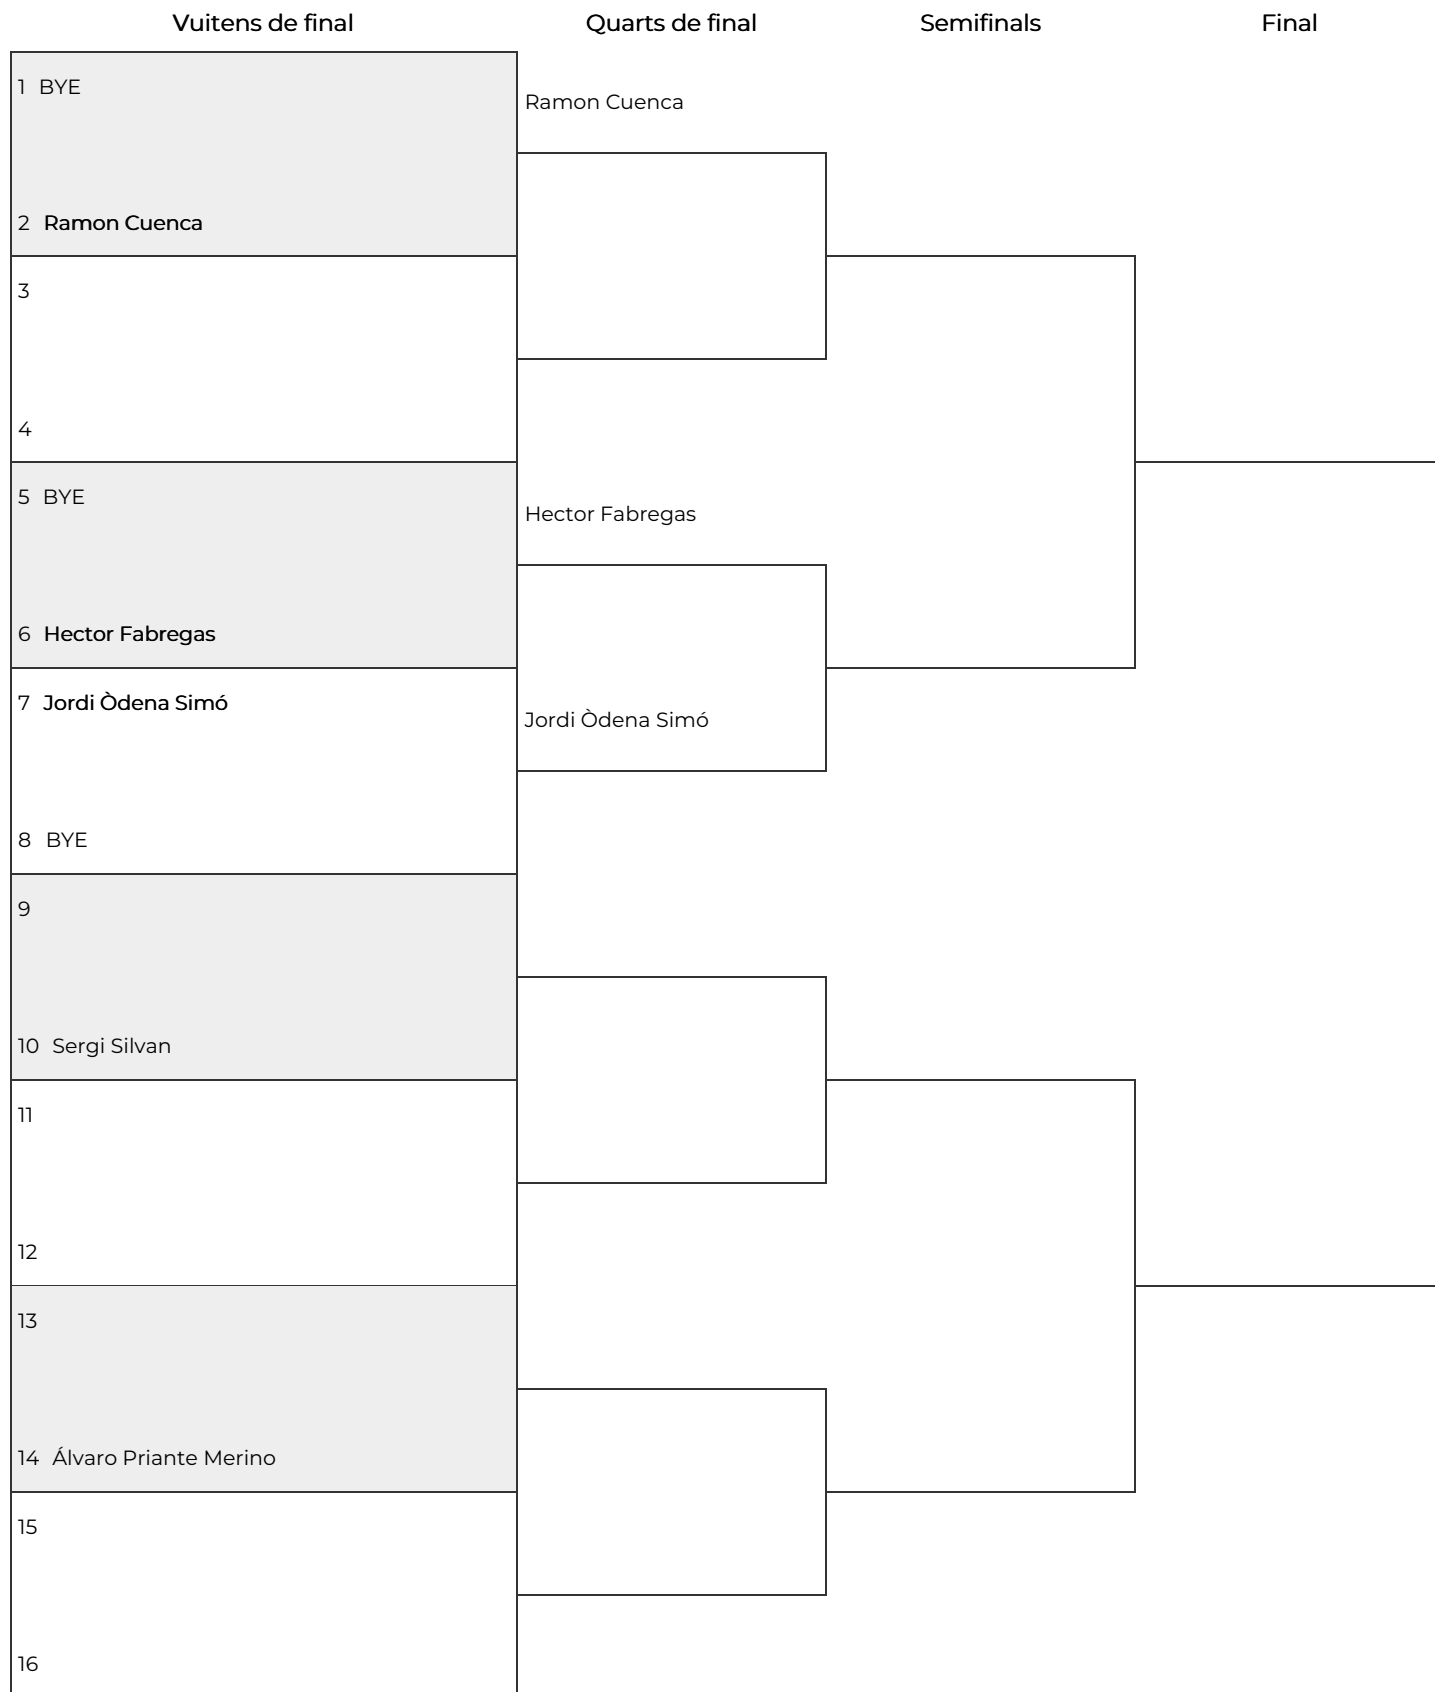 Vuitens de final Quarts de final Semifinals Final
1 BYE
Ramon Cuenca
2 Ramon Cuenca
3
4
5 BYE
Hector Fabregas
6 Hector Fabregas
7 Jordi Òdena Simó
Jordi Òdena Simó
8 BYE
9
10 Sergi Silvan
11
12
13
14 Álvaro Priante Merino
15
16